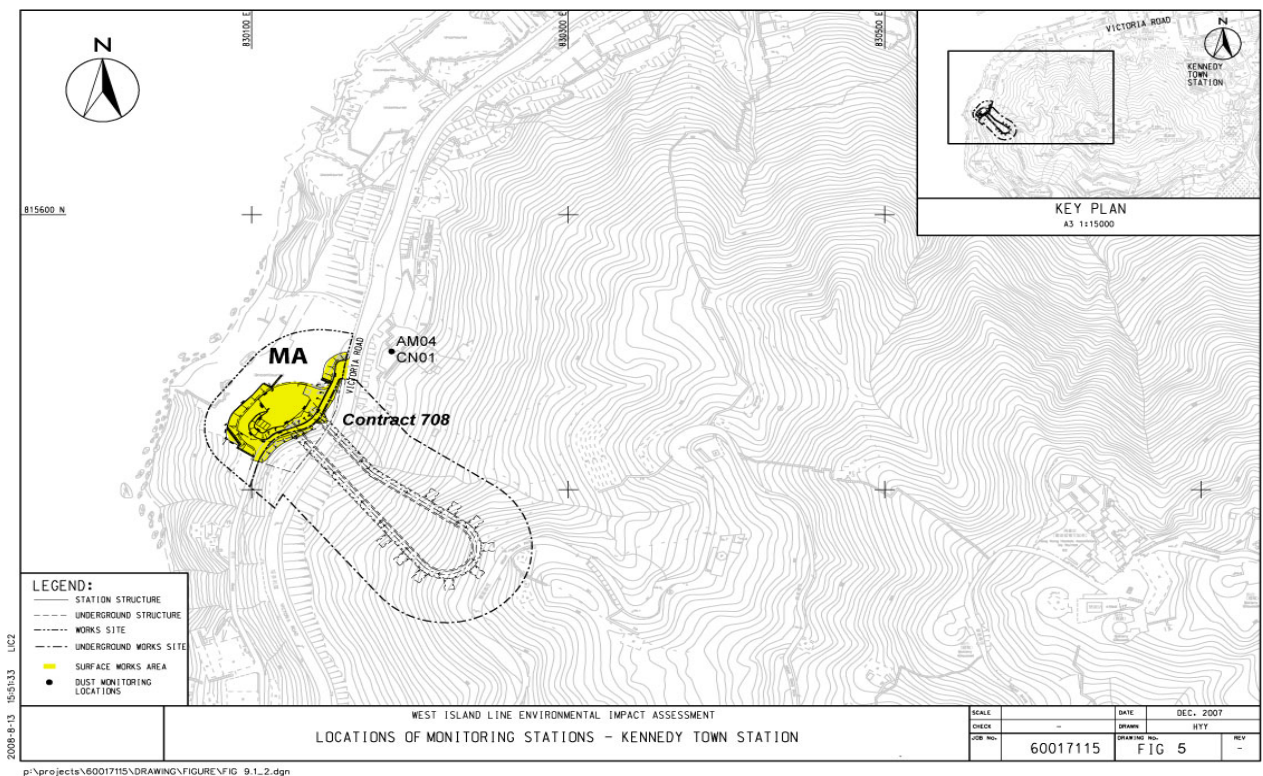 N
830100 E
830300 E
830500 E
VICTORIA ROAD
N
KENNEDY
TOWN
STATION
815600 N
KEY PLAN
A3 1:15000
MA
VICTORIA ROAD
AM04
CN01
Contract 708
LEGEND:
STATION STRUCTURE
UNDERGROUND STRUCTURE
WORKS SITE
UNDERGROUND WORKS SITE
SURFACE WORKS AREA
DUST MONITORING
LOCATIONS
2008-8-13 15:51:33 LIC2
WEST ISLAND LINE ENVIRONMENTAL IMPACT ASSESSMENT
LOCATIONS OF MONITORING STATIONS - KENNEDY TOWN STATION
SCALE
DATE DEC. 2007
CHECK - DRAWN HYY
JOB No. 60017115 DRAWING No. FIG 5 REV -
p:\projects\60017115\DRAWING\FIGURE\FIG 9.1_2.dgn